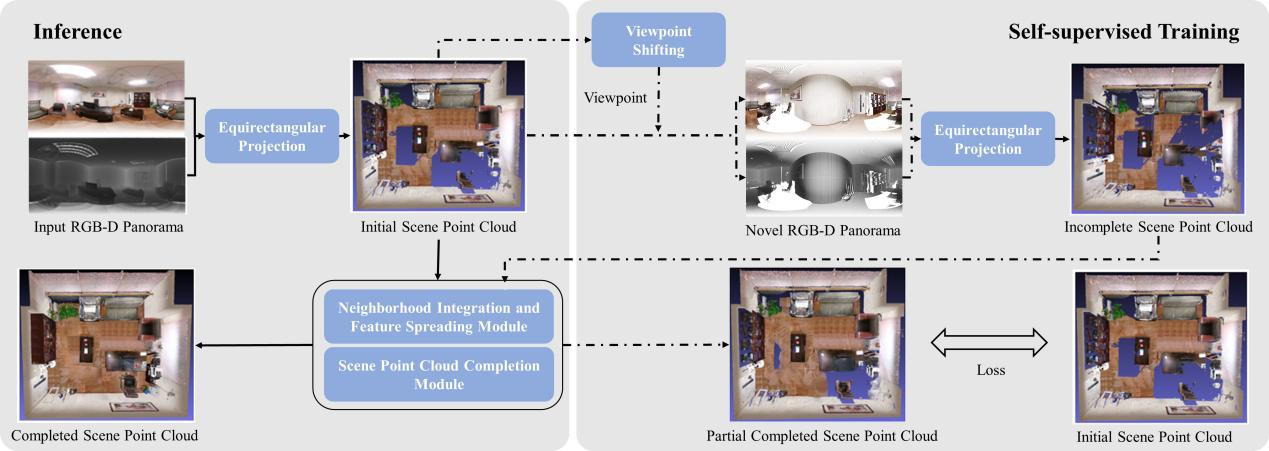 Inference
Viewpoint
Shifting
Self-supervised Training
Viewpoint
Equirectangular
Projection
Equirectangular
Projection
Input RGB-D Panorama
Initial Scene Point Cloud
Novel RGB-D Panorama
Incomplete Scene Point Cloud
Neighborhood Integration and
Feature Spreading Module
Scene Point Cloud Completion
Module
Loss
Completed Scene Point Cloud
Partial Completed Scene Point Cloud
Initial Scene Point Cloud